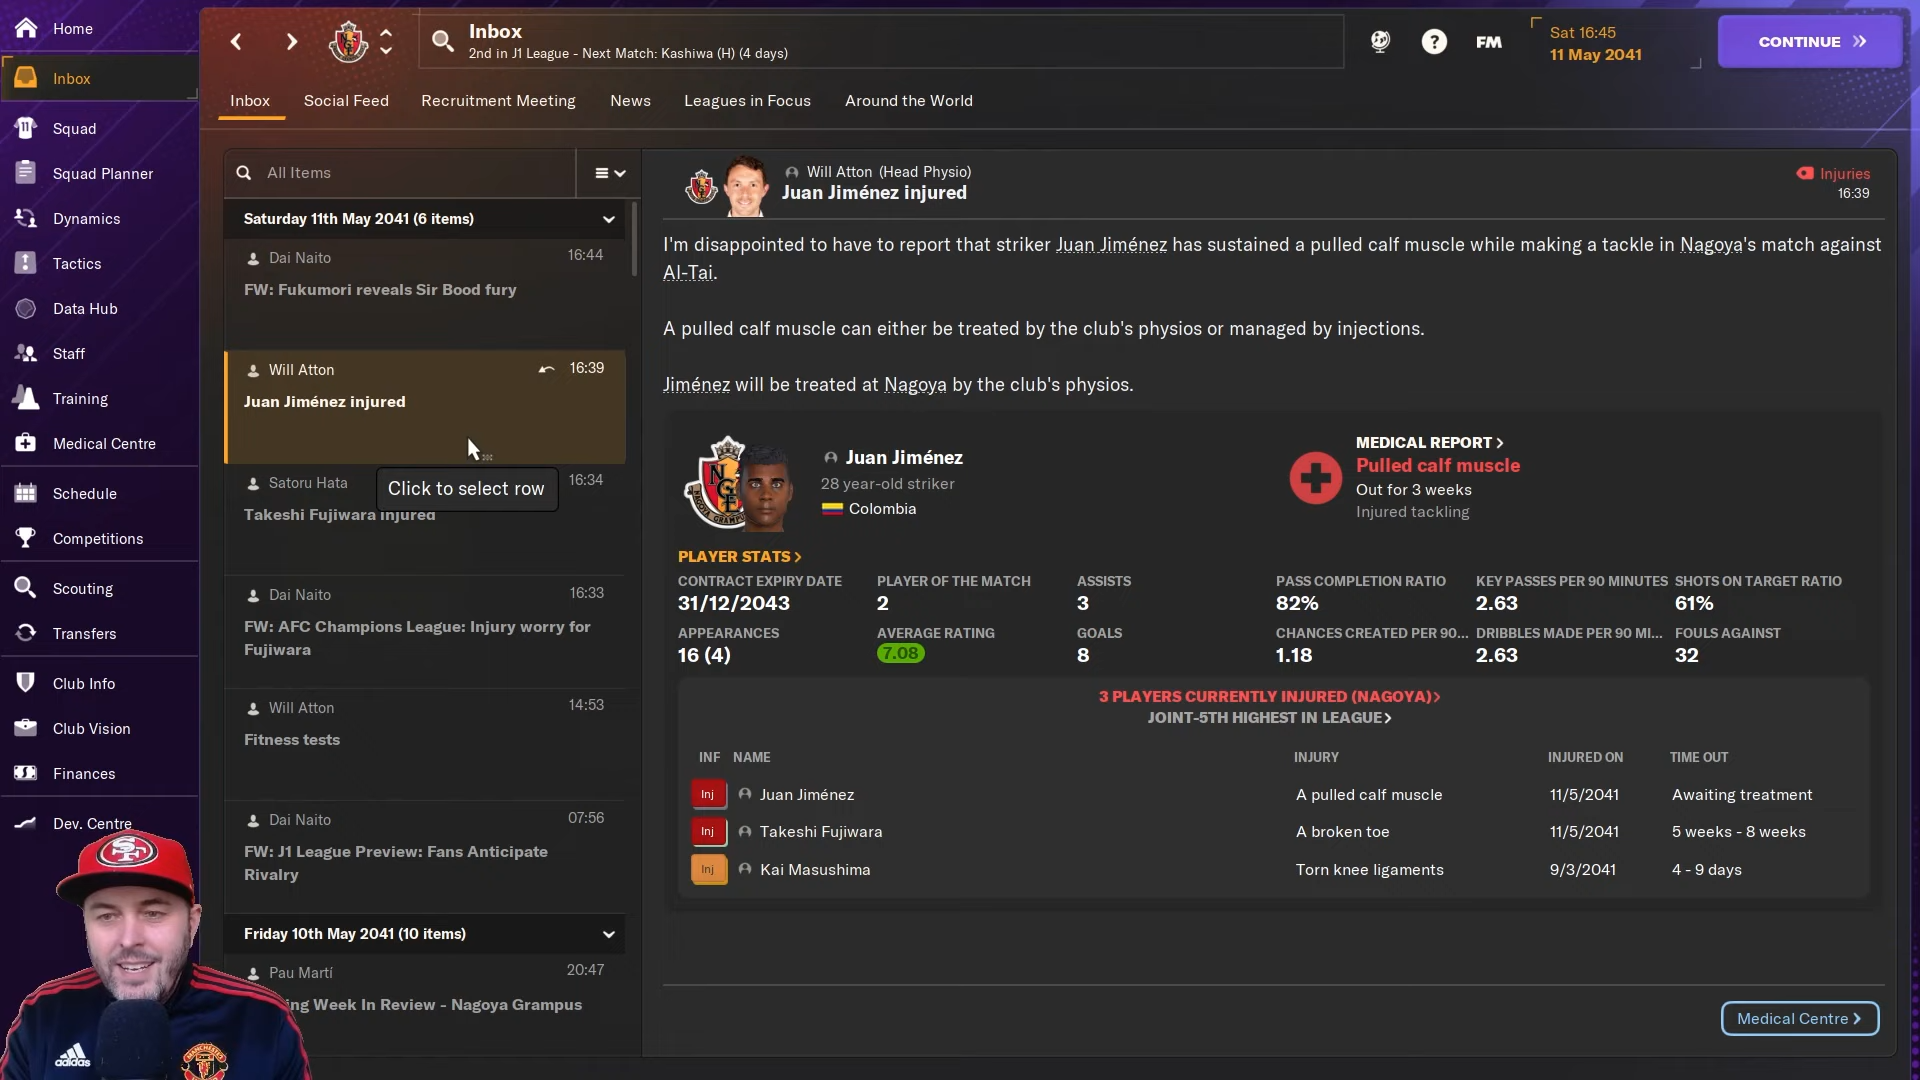 Home
Inbox
Squad
Squad Planner
Dynamics
Tactics
Data Hub
Staff
Training
Medical Centre
Schedule
Competitions
Scouting
Transfers
Club Info
Club Vision
Finances
Dev. Centre
Inbox
2nd in J1 League - Next Match: Kashiwa (H) (4 days)
?
FM
Sat 16:45
11 May 2041
CONTINUE
Inbox
Social Feed
Recruitment Meeting
News
Leagues in Focus
Around the World
All Items
Saturday 11th May 2041 (6 items)
Dai Naito 16:44
FW: Fukumori reveals Sir Bood fury
Will Atton 16:39
Juan Jiménez injured
Click to select row
Satoru Hata 16:34
Takeshi Fujiwara injured
Dai Naito 16:33
FW: AFC Champions League: Injury worry for
Fujiwara
Will Atton 14:53
Fitness tests
Dai Naito 07:56
FW: J1 League Preview: Fans Anticipate
Rivalry
Friday 10th May 2041 (10 items)
Pau Martí 20:47
ing Week In Review - Nagoya Grampus
Will Atton (Head Physio)
Juan Jiménez injured
Injuries
16:39
I'm disappointed to have to report that striker Juan Jiménez has sustained a pulled calf muscle while making a tackle in Nagoya's match against
Al-Tai.
A pulled calf muscle can either be treated by the club's physios or managed by injections.
Jiménez will be treated at Nagoya by the club's physios.
Juan Jiménez
28 year-old striker
Colombia
MEDICAL REPORT
Pulled calf muscle
Out for 3 weeks
Injured tackling
PLAYER STATS
CONTRACT EXPIRY DATE PLAYER OF THE MATCH ASSISTS PASS COMPLETION RATIO KEY PASSES PER 90 MINUTES SHOTS ON TARGET RATIO
31/12/2043 2 3 82% 2.63 61%
APPEARANCES AVERAGE RATING GOALS CHANCES CREATED PER 90... DRIBBLES MADE PER 90 MI... FOULS AGAINST
16 (4) 7.08 8 1.18 2.63 32
3 PLAYERS CURRENTLY INJURED (NAGOYA)
JOINT-5TH HIGHEST IN LEAGUE
INF NAME INJURY INJURED ON TIME OUT
Inj Juan Jiménez A pulled calf muscle 11/5/2041 Awaiting treatment
Inj Takeshi Fujiwara A broken toe 11/5/2041 5 weeks - 8 weeks
Inj Kai Masushima Torn knee ligaments 9/3/2041 4 - 9 days
Medical Centre
SF
adidas